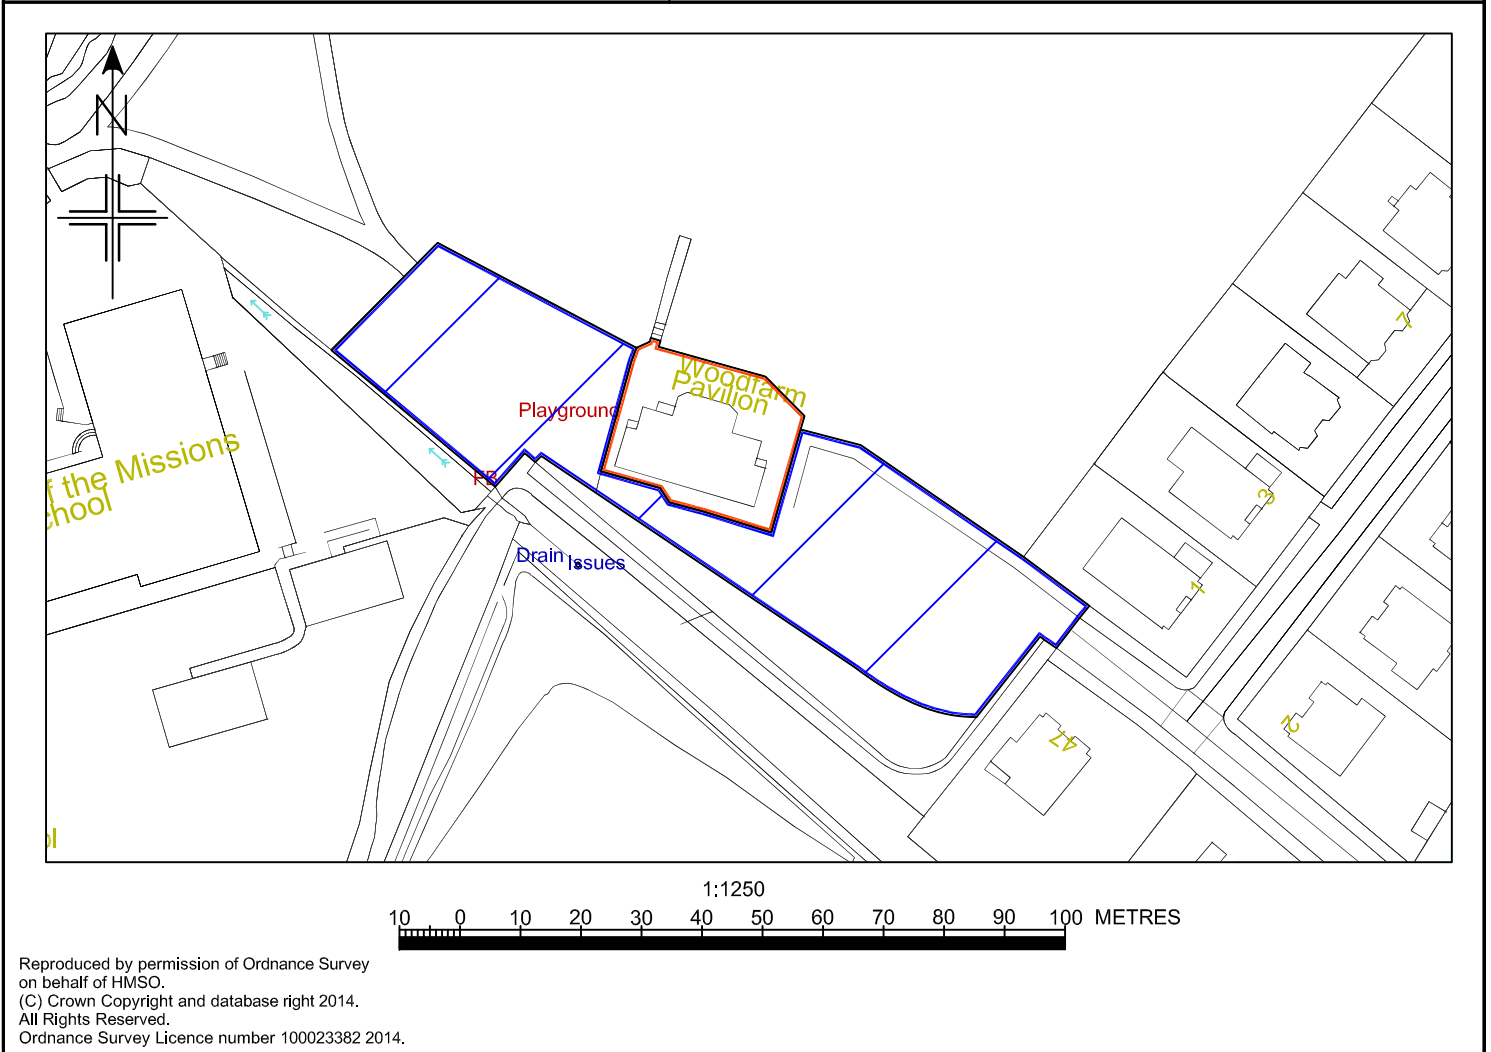 N
Woodfarm
Pavilion
7
Playground
f the Missions
chool
FB
3
Drain
Issues
1
2
47
ol
1:1250
10 0 10 20 30 40 50 60 70 80 90 100 METRES
Reproduced by permission of Ordnance Survey
on behalf of HMSO.
(C) Crown Copyright and database right 2014.
All Rights Reserved.
Ordnance Survey Licence number 100023382 2014.